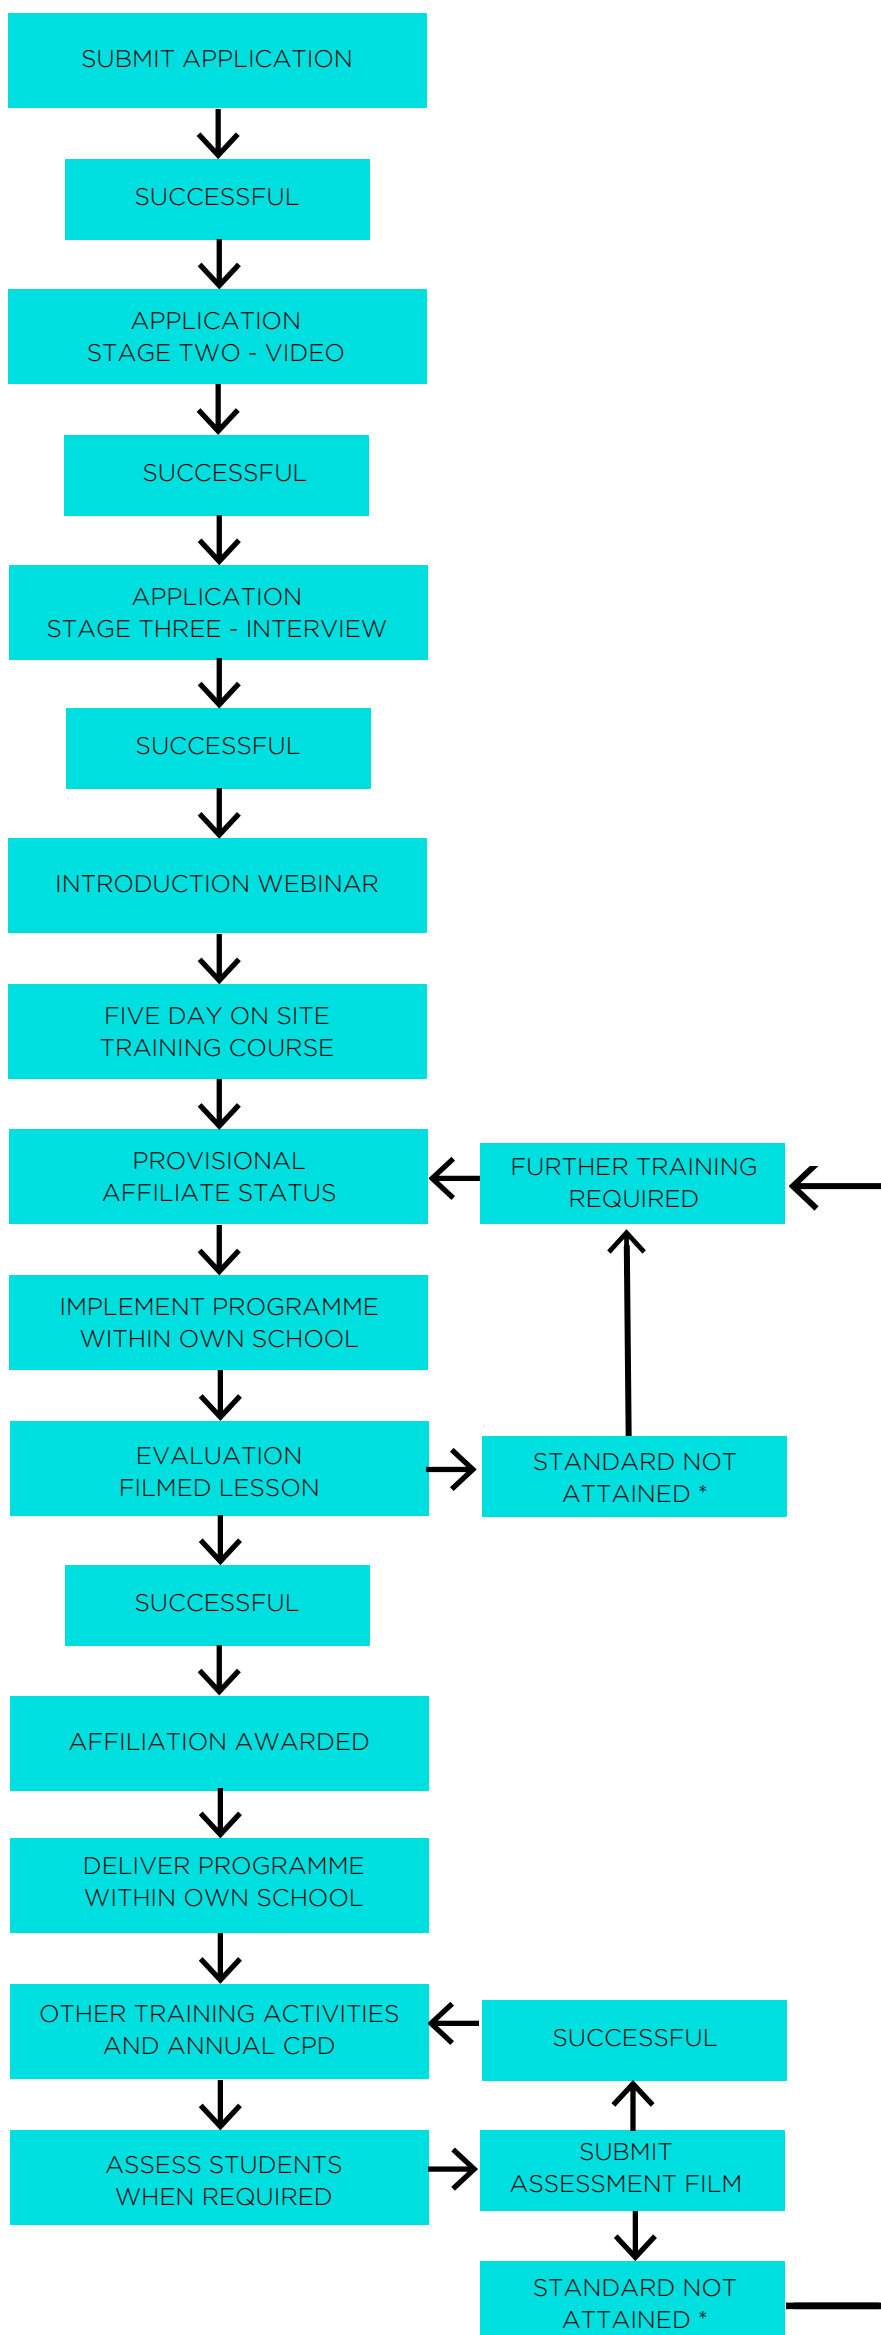 SUBMIT APPLICATION
SUCCESSFUL
APPLICATION
STAGE TWO - VIDEO
SUCCESSFUL
APPLICATION
STAGE THREE - INTERVIEW
SUCCESSFUL
INTRODUCTION WEBINAR
FIVE DAY ON SITE
TRAINING COURSE
PROVISIONAL
AFFILIATE STATUS
FURTHER TRAINING
REQUIRED
IMPLEMENT PROGRAMME
WITHIN OWN SCHOOL
EVALUATION
FILMED LESSON
STANDARD NOT
ATTAINED *
SUCCESSFUL
AFFILIATION AWARDED
DELIVER PROGRAMME
WITHIN OWN SCHOOL
OTHER TRAINING ACTIVITIES
AND ANNUAL CPD
SUCCESSFUL
ASSESS STUDENTS
WHEN REQUIRED
SUBMIT
ASSESSMENT FILM
STANDARD NOT
ATTAINED *